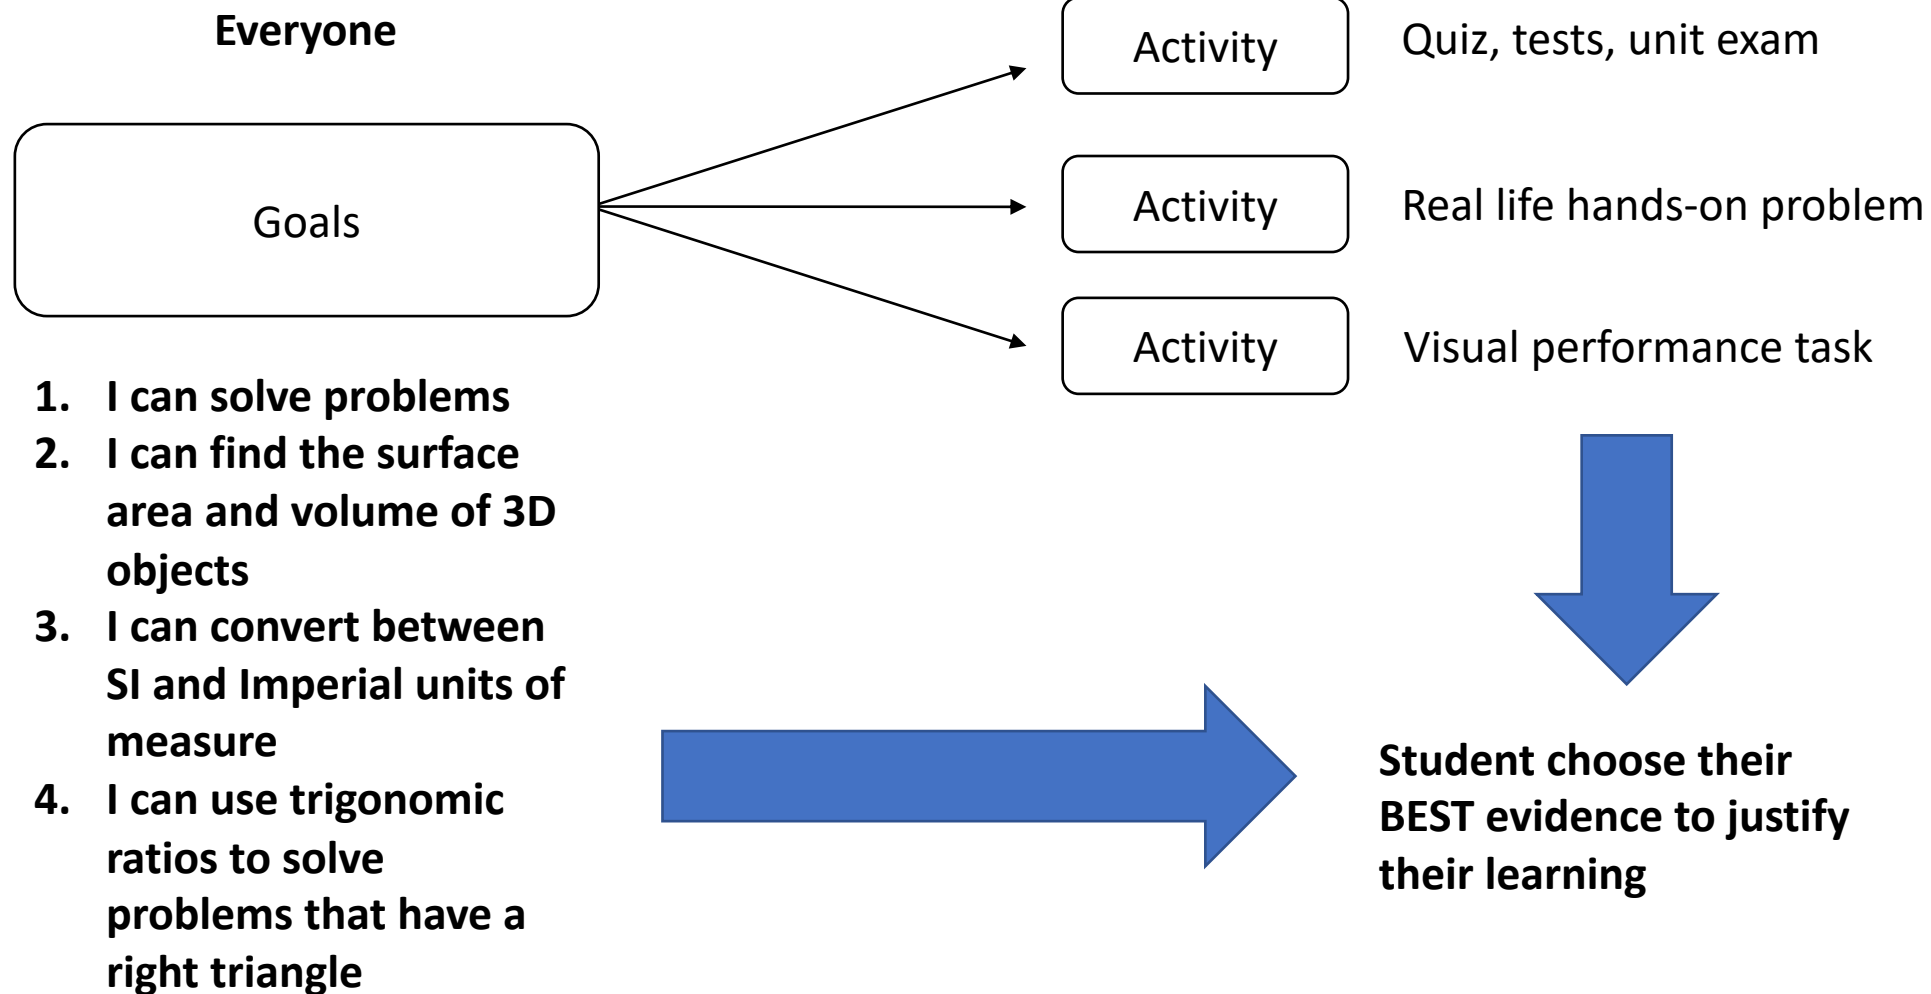 Everyone
Goals
Activity
Quiz, tests, unit exam
Activity
Real life hands-on problem
Activity
Visual performance task
1. I can solve problems
2. I can find the surface
area and volume of 3D
objects
3. I can convert between
SI and Imperial units of
measure
4. I can use trigonomic
ratios to solve
problems that have a
right triangle
Student choose their
BEST evidence to justify
their learning